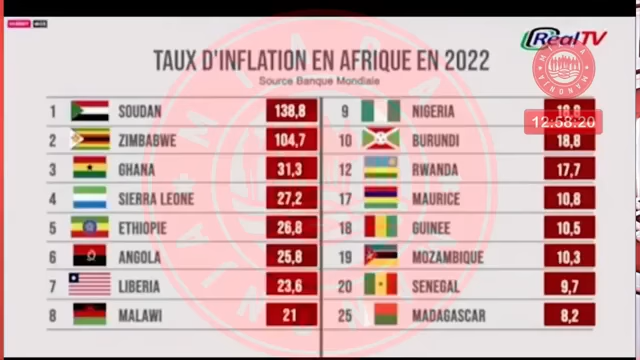 RéelTV
TAUX D'INFLATION EN AFRIQUE EN 2022
Source Banque Mondiale
12:58:20
1 SOUDAN 138,8
2 ZIMBABWE 104,7
3 GHANA 31,3
4 SIERRA LEONE 27,2
5 ETHIOPIE 26,8
6 ANGOLA 25,8
7 LIBERIA 23,6
8 MALAWI 21
9 NIGERIA 18,8
10 BURUNDI 18,8
12 RWANDA 17,7
17 MAURICE 10,8
18 GUINEE 10,5
19 MOZAMBIQUE 10,3
20 SENEGAL 9,7
25 MADAGASCAR 8,2